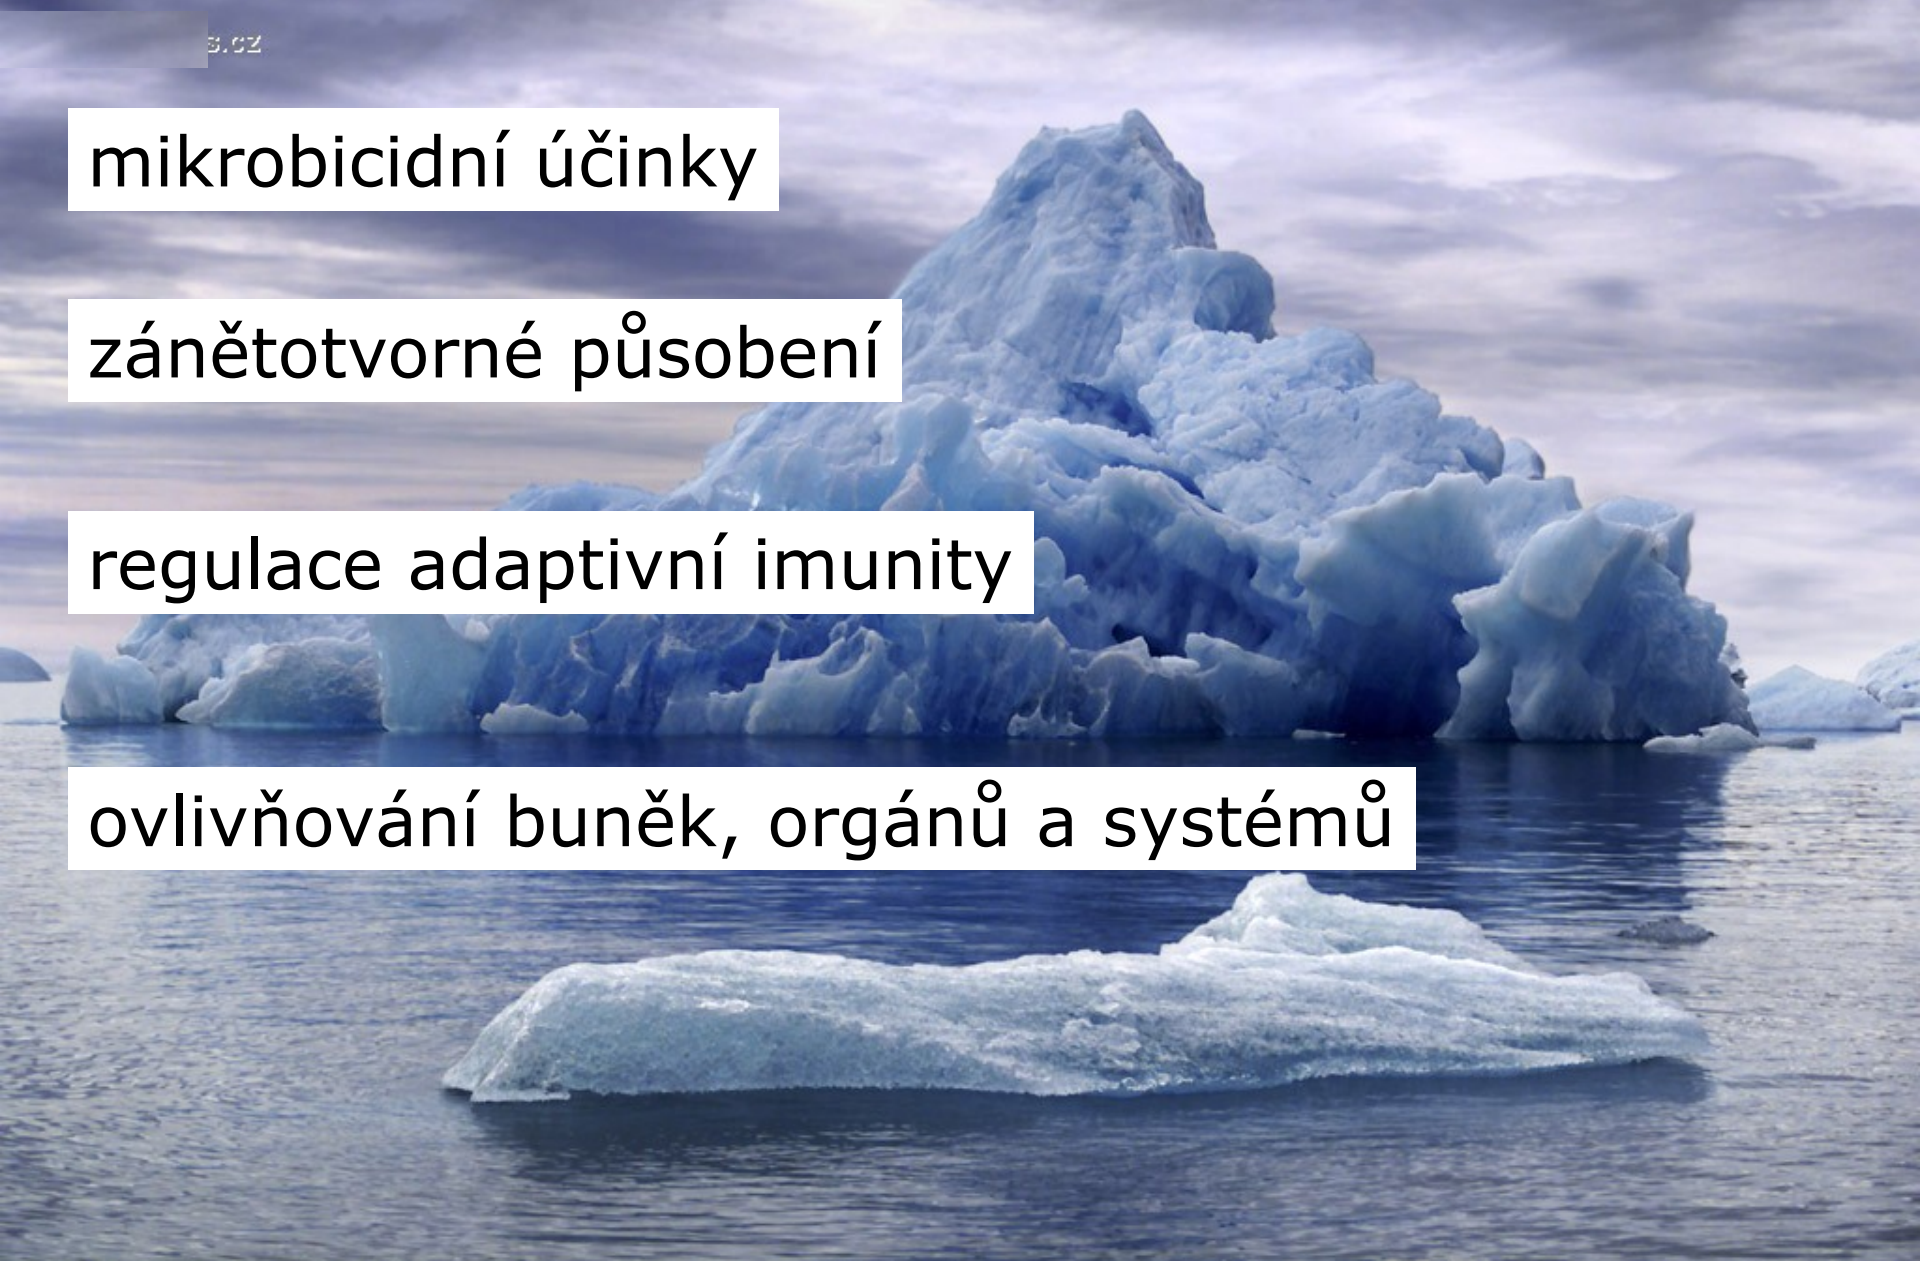 mikrobicidní účinky
zánětotvorné působení
regulace adaptivní imunity
ovlivňování buněk, orgánů a systémů